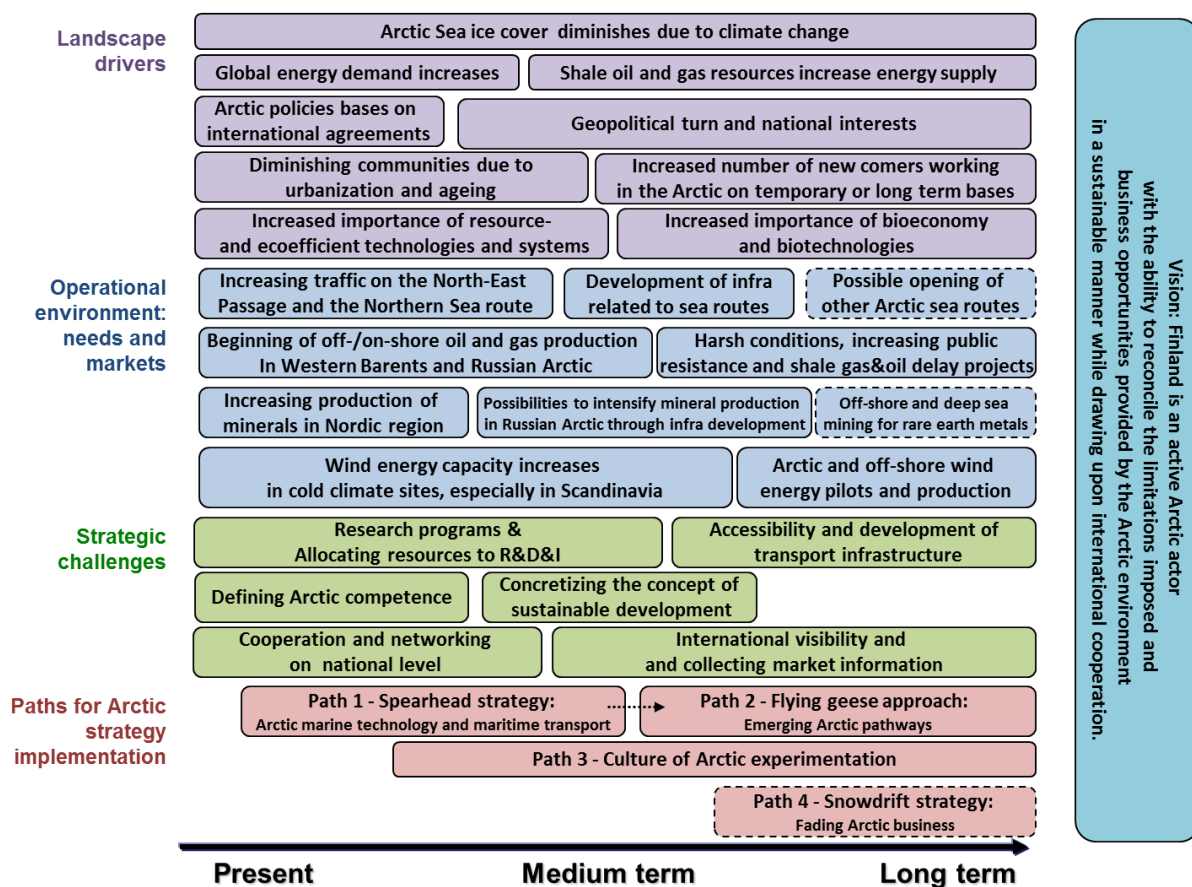 Landscape
drivers
Arctic Sea ice cover diminishes due to climate change
Global energy demand increases
Shale oil and gas resources increase energy supply
Arctic policies bases on
international agreements
Geopolitical turn and national interests
Diminishing communities due to
urbanization and ageing
Increased number of new comers working
in the Arctic on temporary or long term bases
Increased importance of resource-
and ecoefficient technologies and systems
Increased importance of bioeconomy
and biotechnologies
Operational
environment:
needs and
markets
Increasing traffic on the North-East
Passage and the Northern Sea route
Development of infra
related to sea routes
Possible opening of
other Arctic sea routes
Beginning of off-/on-shore oil and gas production
In Western Barents and Russian Arctic
Harsh conditions, increasing public
resistance and shale gas&oil delay projects
Increasing production of
minerals in Nordic region
Possibilities to intensify mineral production
in Russian Arctic through infra development
Off-shore and deep sea
mining for rare earth metals
Wind energy capacity increases
in cold climate sites, especially in Scandinavia
Arctic and off-shore wind
energy pilots and production
Strategic
challenges
Research programs &
Allocating resources to R&D&I
Accessibility and development of
transport infrastructure
Defining Arctic competence
Concretizing the concept of
sustainable development
Cooperation and networking
on national level
International visibility and
and collecting market information
Paths for Arctic
strategy
implementation
Path 1 - Spearhead strategy:
Arctic marine technology and maritime transport
Path 2 - Flying geese approach:
Emerging Arctic pathways
Path 3 - Culture of Arctic experimentation
Path 4 - Snowdrift strategy:
Fading Arctic business
Present
Medium term
Long term
Vision: Finland is an active Arctic actor
with the ability to reconcile the limitations imposed and
business opportunities provided by the Arctic environment
in a sustainable manner while drawing upon international cooperation.